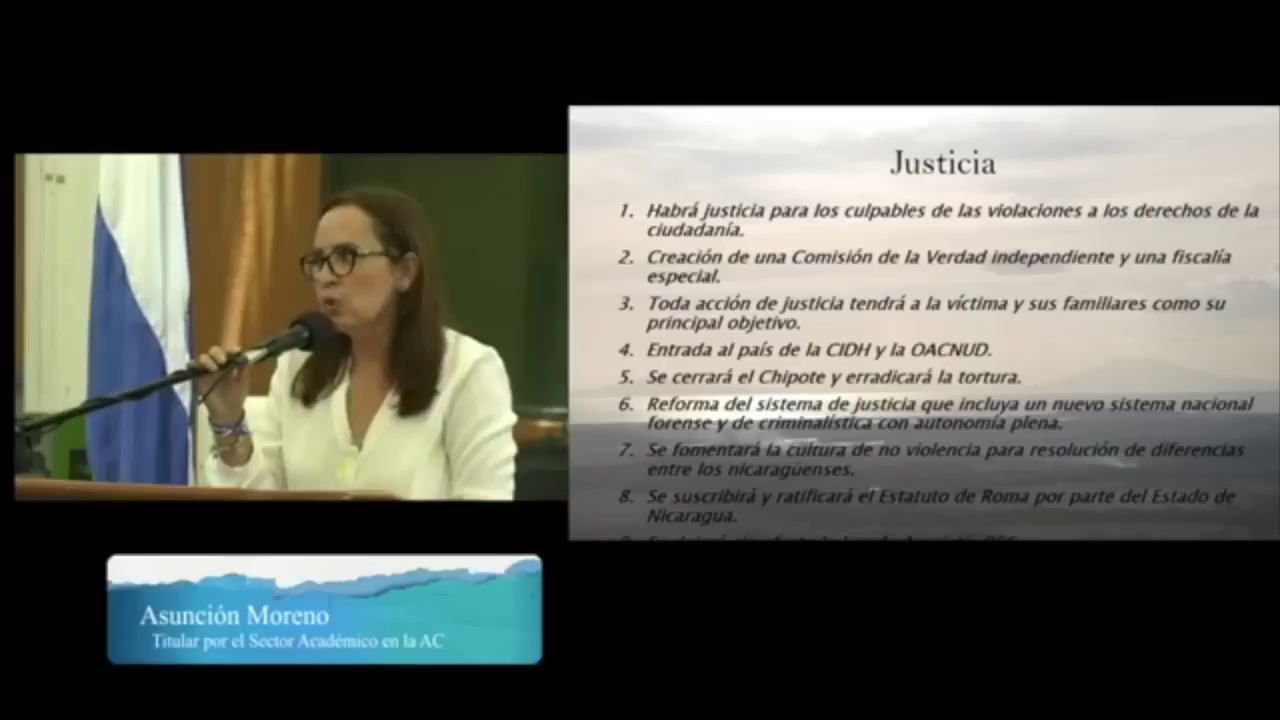 Justicia
1. Habrá justicia para los culpables de las violaciones a los derechos de la
ciudadanía.
2. Creación de una Comisión de la Verdad independiente y una fiscalía
especial.
3. Toda acción de justicia tendrá a la víctima y sus familiares como su
principal objetivo.
4. Entrada al país de la CIDH y la OACNUD.
5. Se cerrará el Chipote y erradicará la tortura.
6. Reforma del sistema de justicia que incluya un nuevo sistema nacional
forense y de criminalística con autonomía plena.
7. Se fomentará la cultura de no violencia para resolución de diferencias
entre los nicaragüenses.
8. Se suscribirá y ratificará el Estatuto de Roma por parte del Estado de
Nicaragua.
Asunción Moreno
Titular por el Sector Académico en la AC